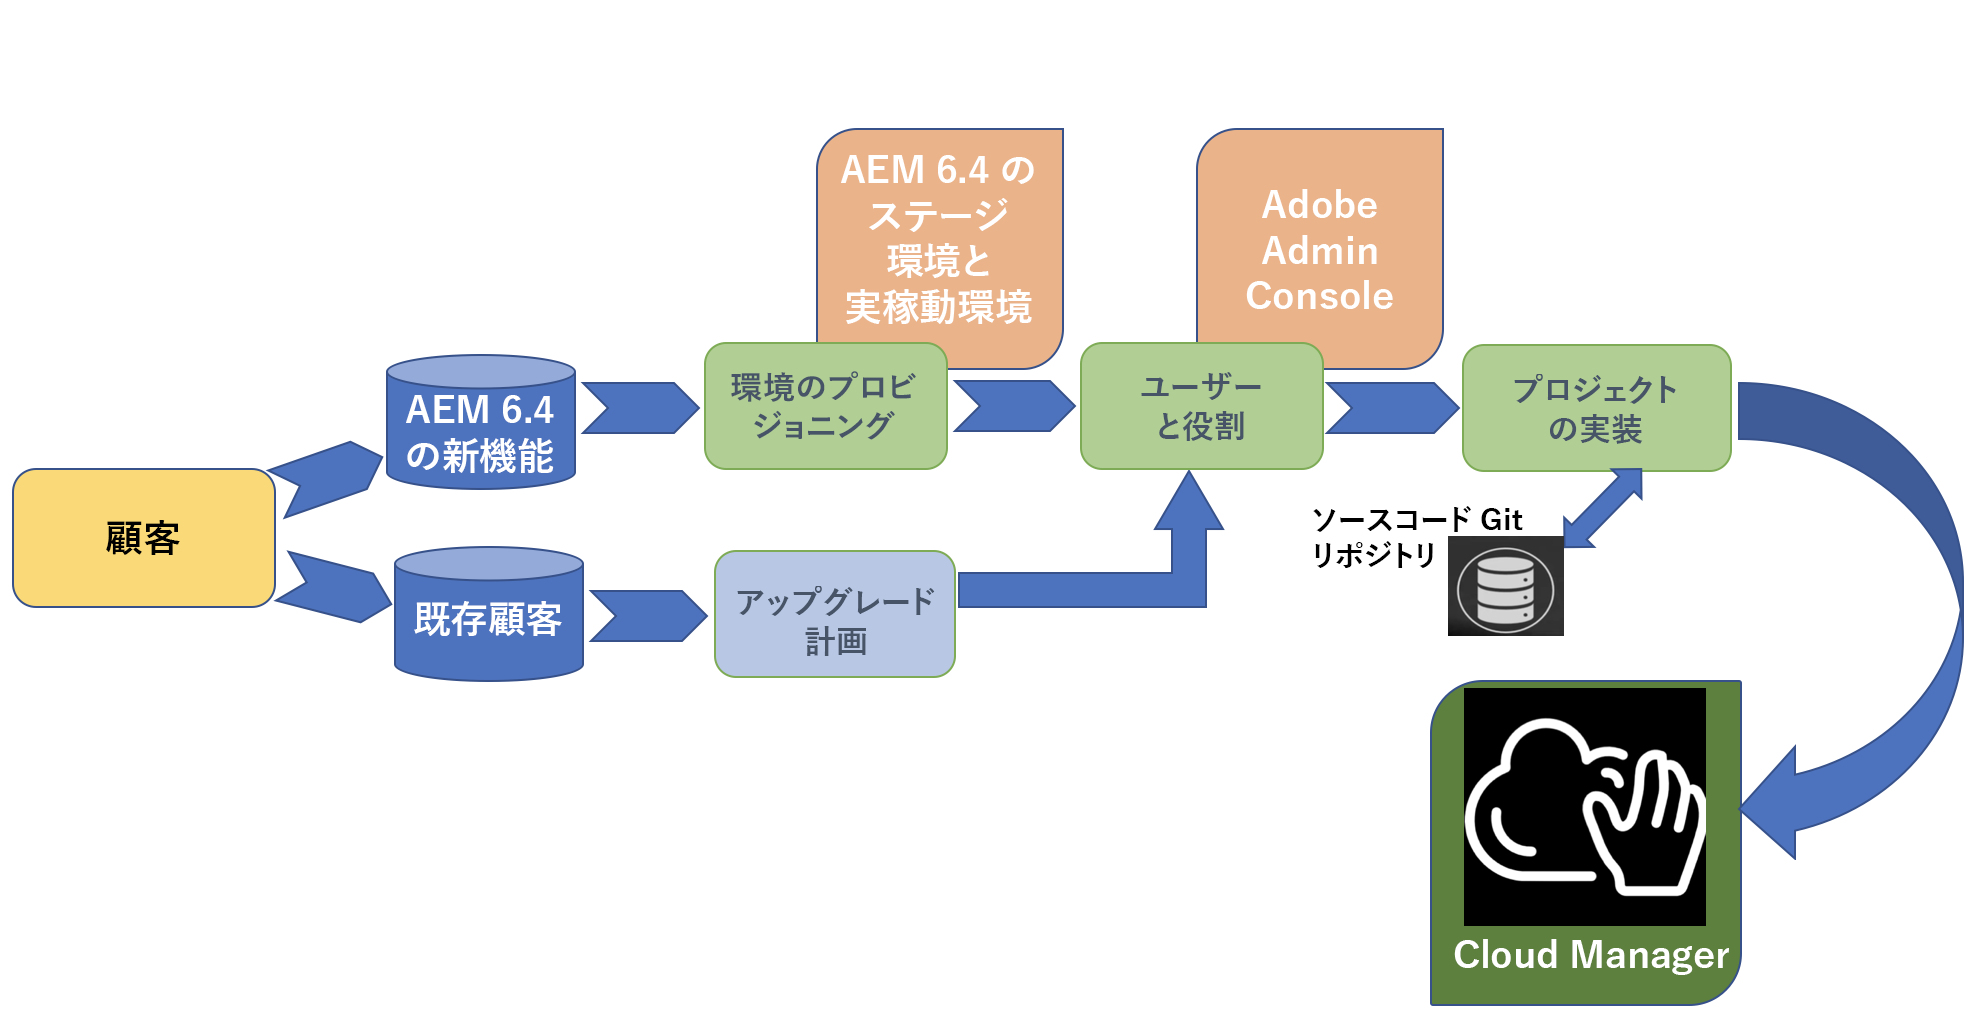 AEM 6.4 の
ステージ
環境と
実稼動環境
Adobe
Admin
Console
顧客
AEM 6.4
の新機能
環境のプロビ
ジョニング
ユーザー
と役割
プロジェクト
の実装
既存顧客
アップグレード
計画
ソースコード Git
リポジトリ
Cloud Manager